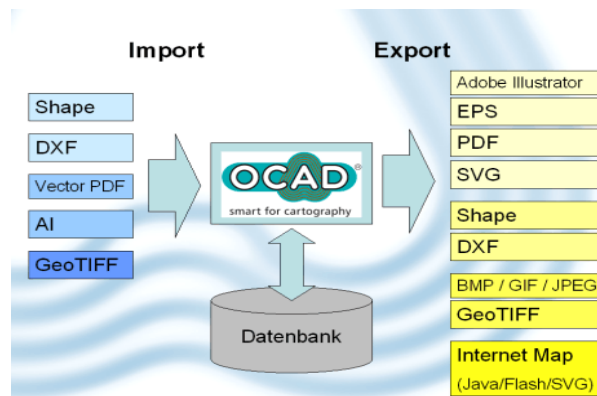 Import
Export
Shape
DXF
Vector PDF
AI
GeoTIFF
OCAD®
smart for cartography
Datenbank
Adobe Illustrator
EPS
PDF
SVG
Shape
DXF
BMP / GIF / JPEG
GeoTIFF
Internet Map
(Java/Flash/SVG)